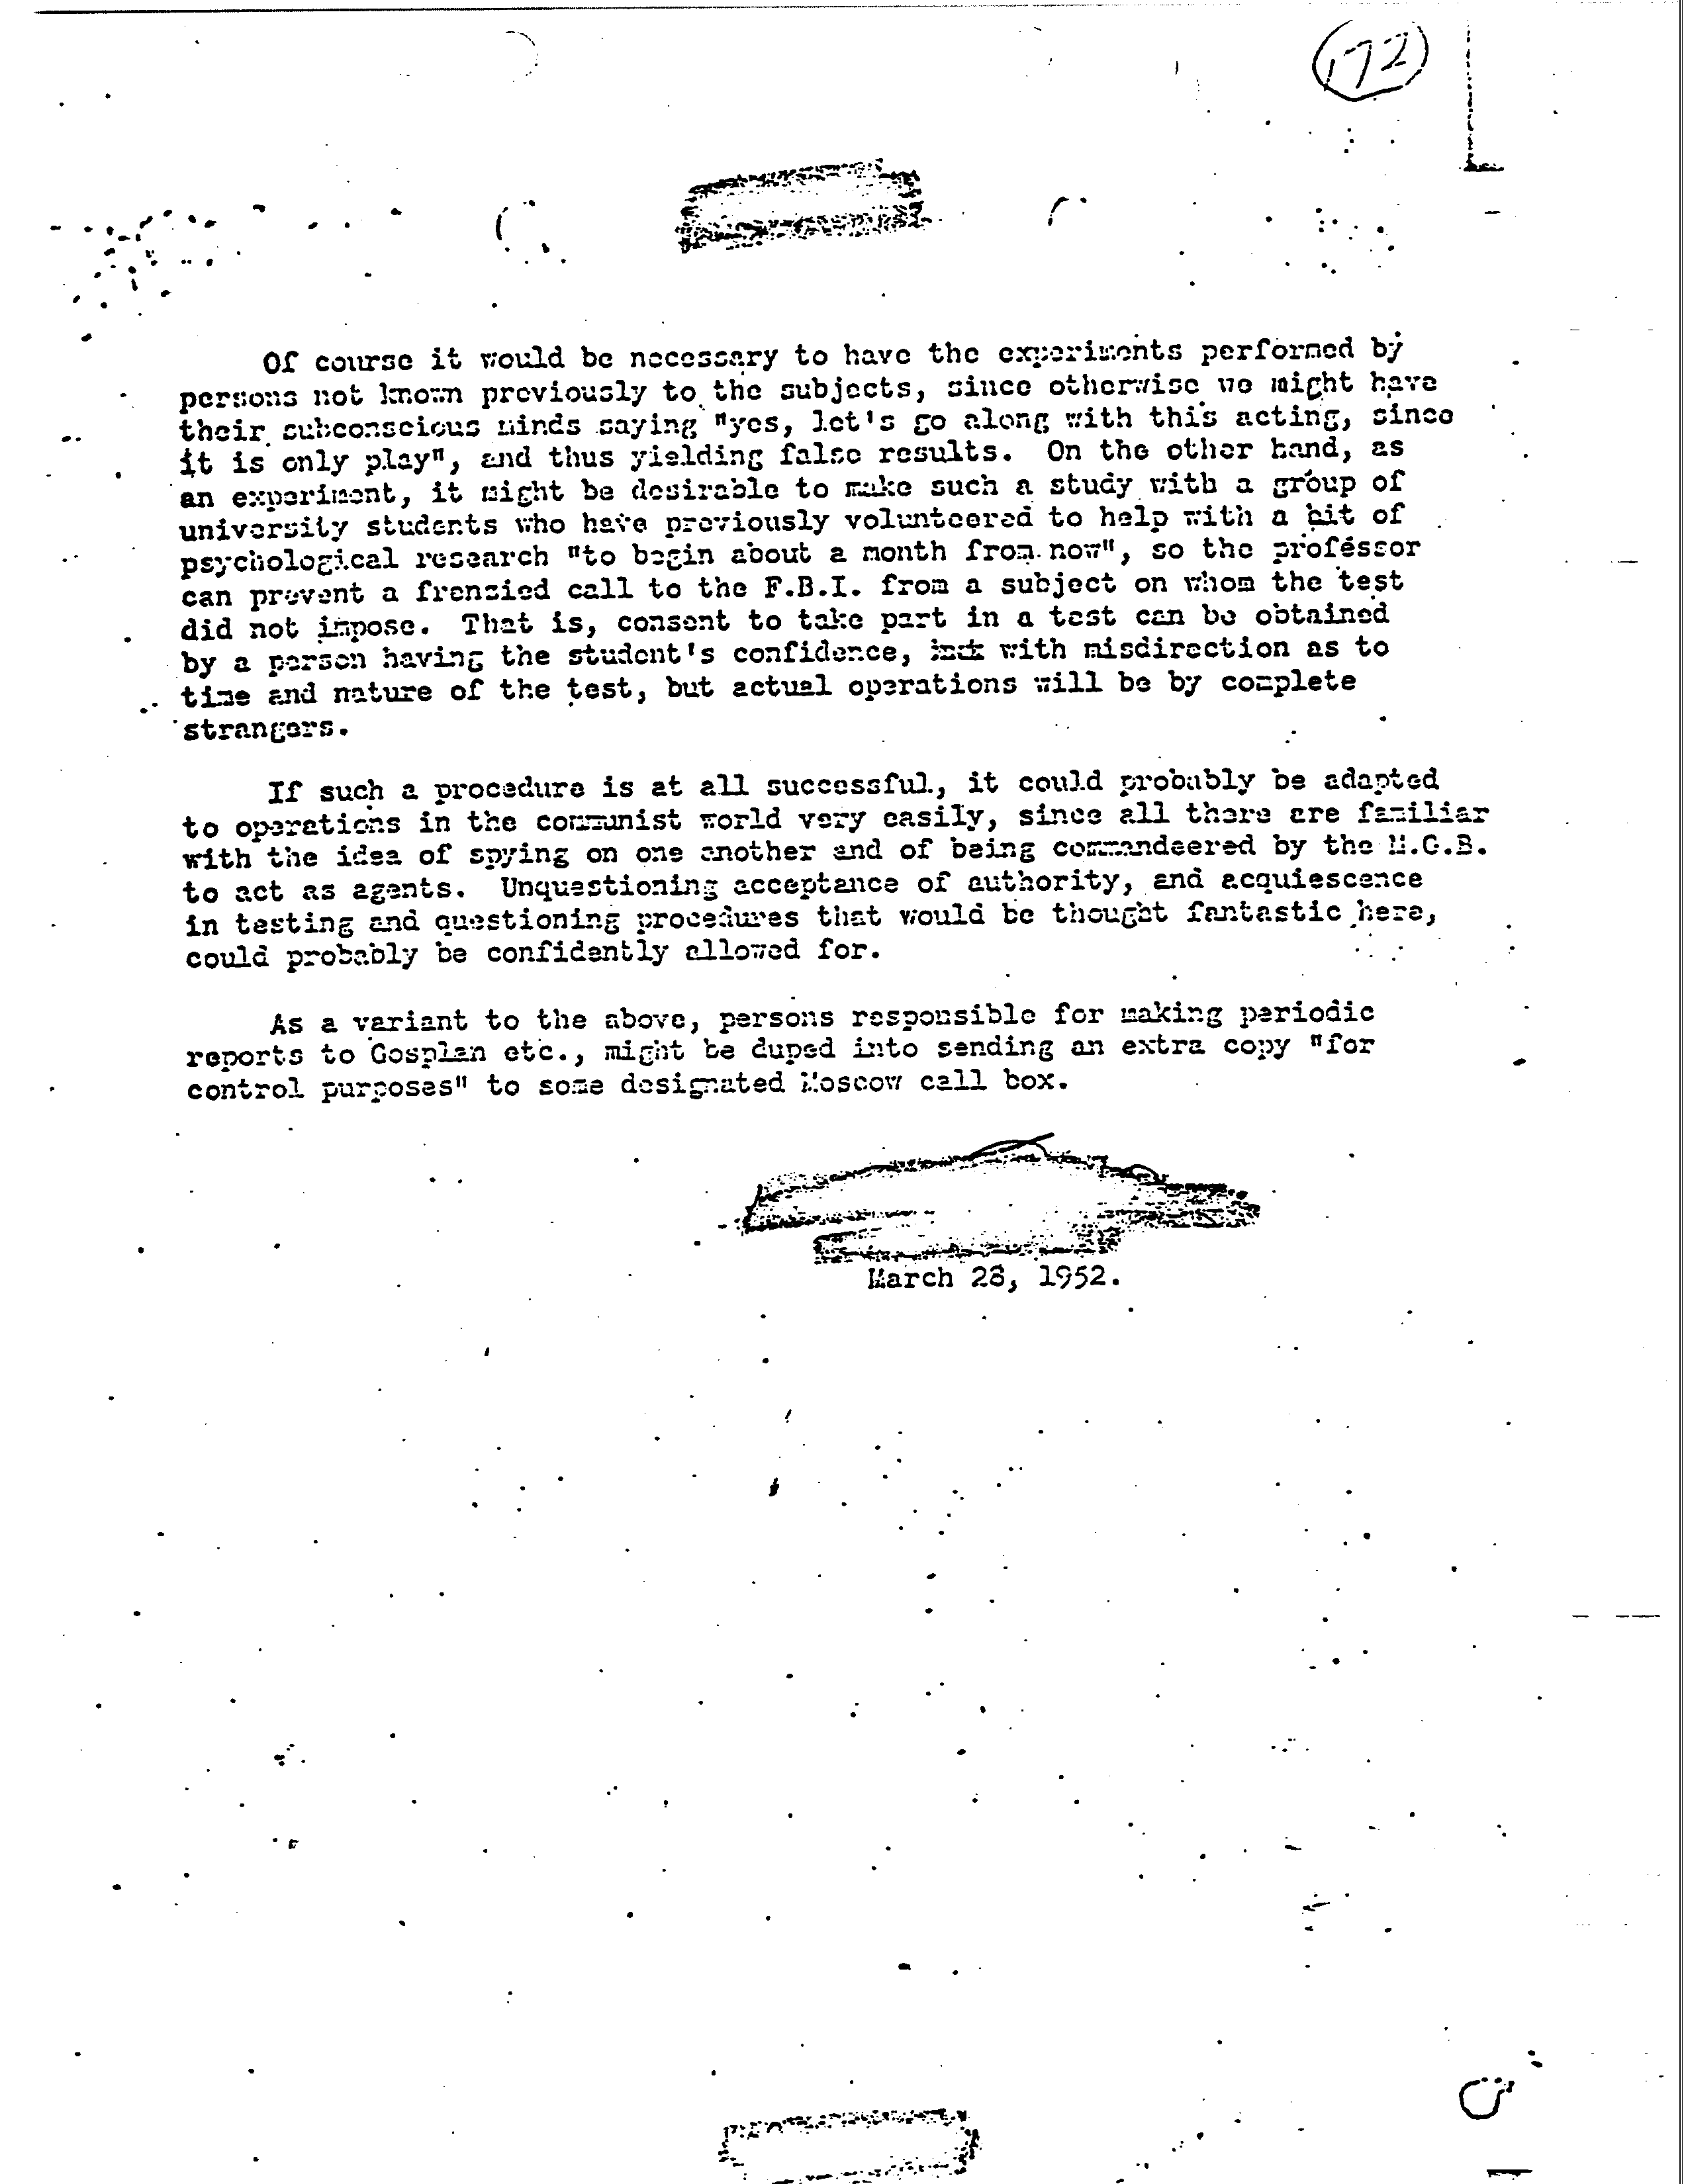 172
Of course it would be necessary to have the experiments performed by
persons not known previously to the subjects, since otherwise we might have
their subconscious minds saying "yes, let's go along with this acting, since
it is only play", and thus yielding false results. On the other hand, as
an experiment, it might be desirable to make such a study with a group of
university students who have previously volunteered to help with a bit of
psychological research "to begin about a month from now", so the professor
can prevent a frenzied call to the F.B.I. from a subject on whom the test
did not impose. That is, consent to take part in a test can be obtained
by a person having the student's confidence, with misdirection as to
time and nature of the test, but actual operations will be by complete
strangers.
If such a procedure is at all successful, it could probably be adapted
to operations in the communist world very easily, since all there are familiar
with the idea of spying on one another and of being commandeered by the M.G.B.
to act as agents. Unquestioning acceptance of authority, and acquiescence
in testing and questioning procedures that would be thought fantastic here,
could probably be confidently allowed for.
As a variant to the above, persons responsible for making periodic
reports to Gosplan etc., might be duped into sending an extra copy "for
control purposes" to some designated Moscow call box.
March 28, 1952.